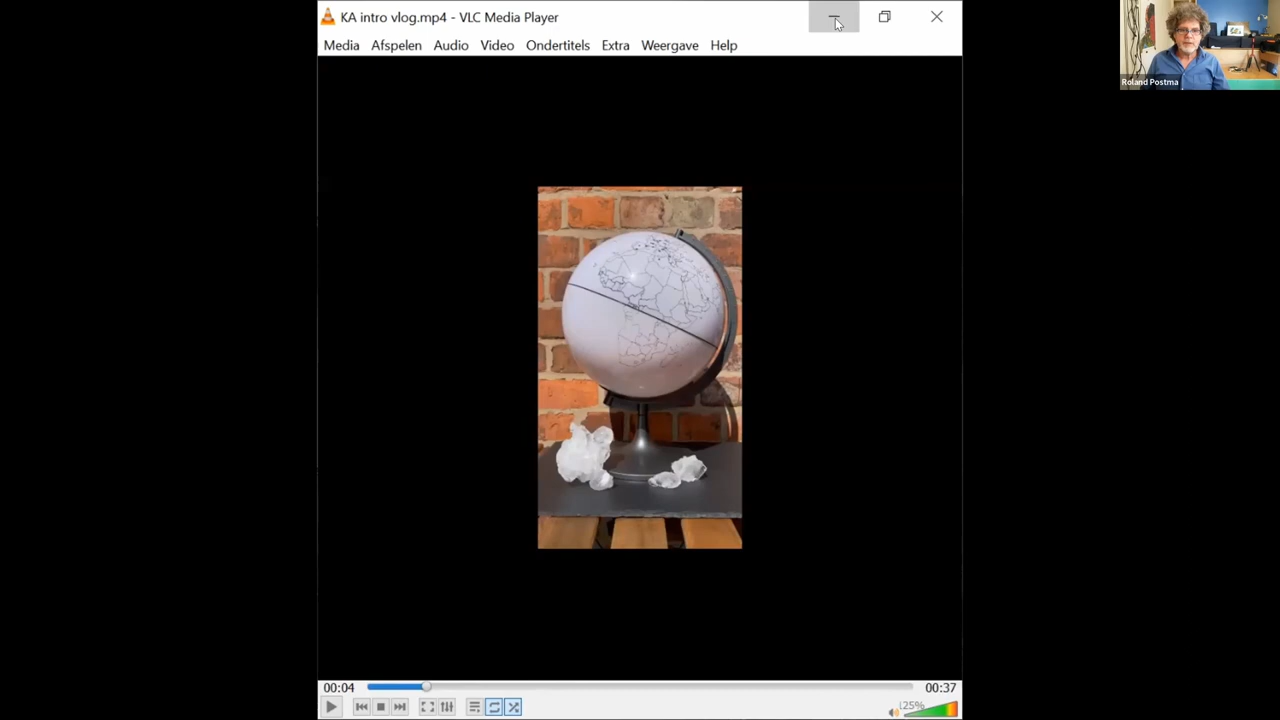 KA intro vlog.mp4 - VLC Media Player
Media Afspelen Audio Video Ondertitels Extra Weergave Help
Roland Postma
00:04 00:37
125%